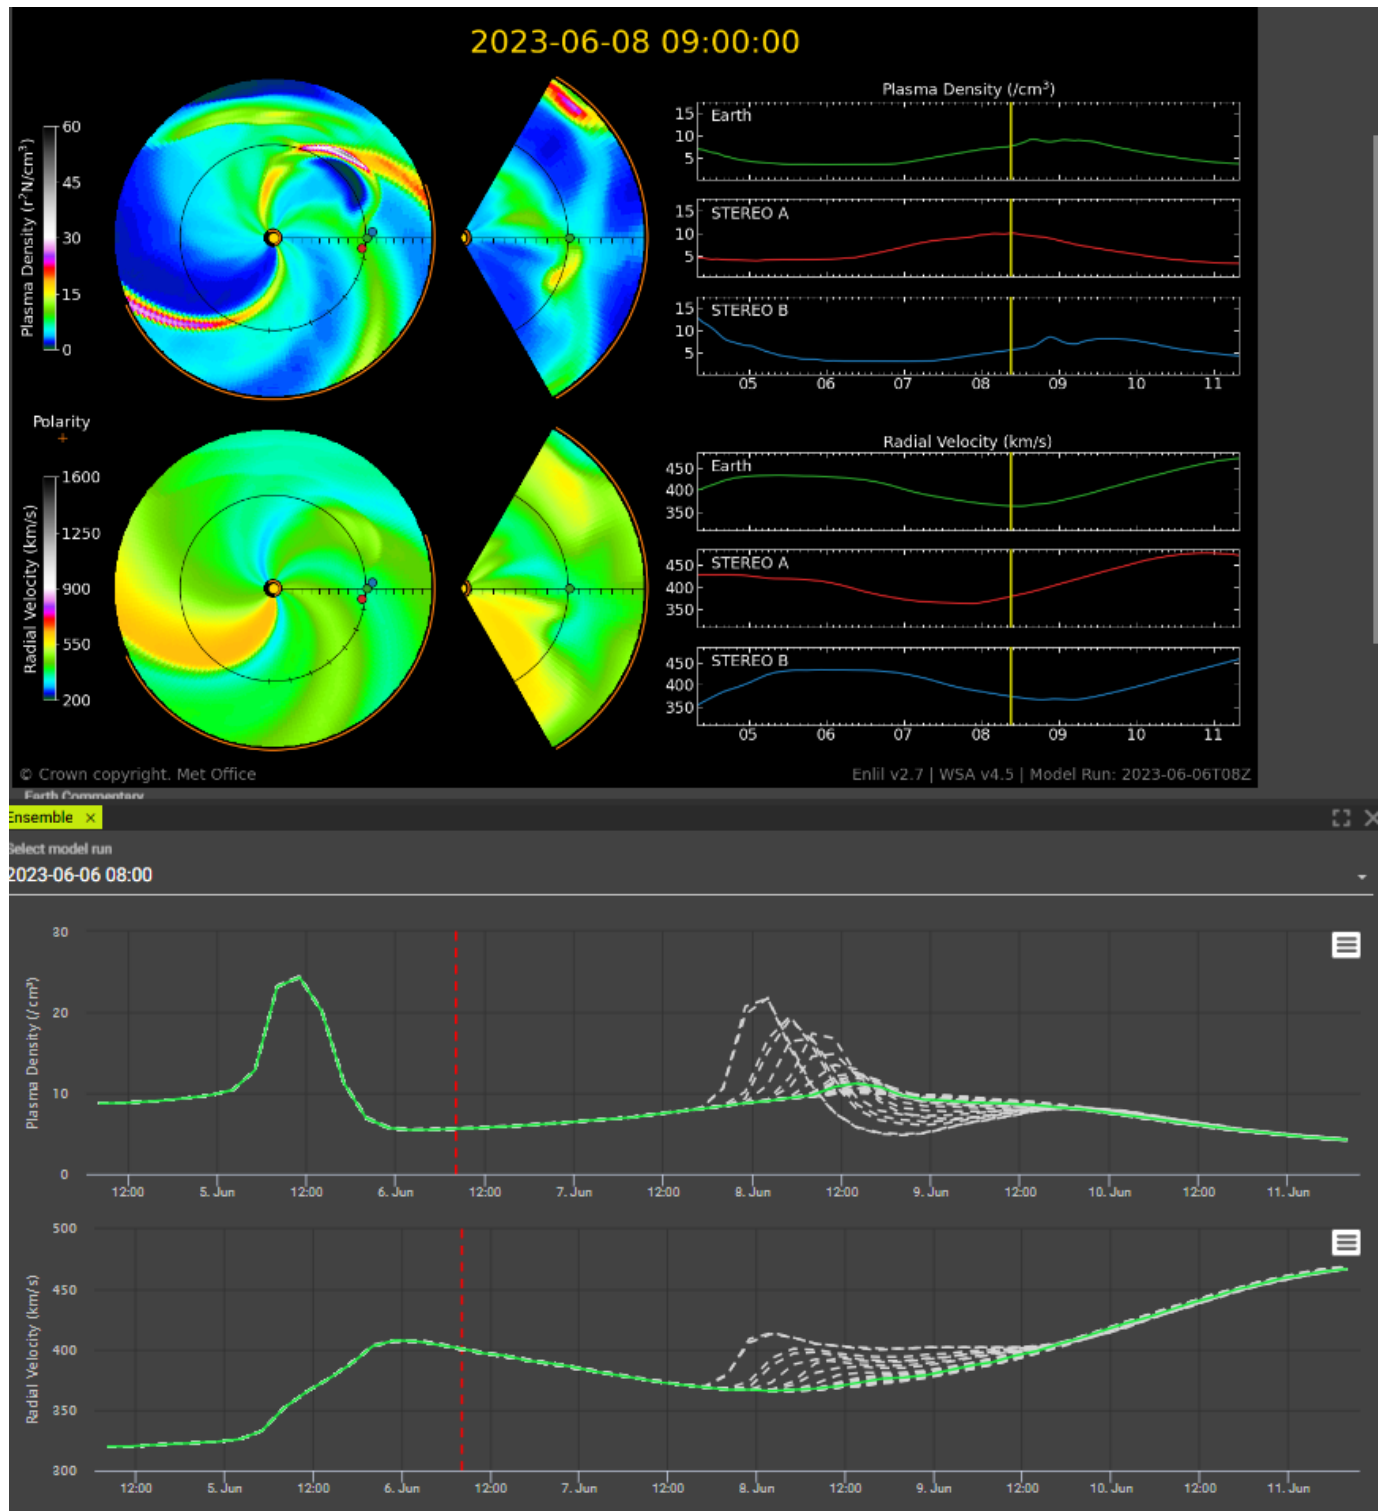 2023-06-08 09:00:00
Plasma Density (r²N/cm³)
60
45
30
15
0
Plasma Density (/cm³)
15
10
5
Earth
15
10
5
STEREO A
15
10
5
STEREO B
05 06 07 08 09 10 11
Polarity
+
Radial Velocity (km/s)
1600
1250
900
550
200
Radial Velocity (km/s)
450
400
350
Earth
450
400
350
STEREO A
450
400
350
STEREO B
05 06 07 08 09 10 11
© Crown copyright. Met Office
Enlil v2.7 | WSA v4.5 | Model Run: 2023-06-06T08Z
Earth Commentary
Ensemble ×
Select model run
2023-06-06 08:00
Plasma Density (/cm³)
30
20
10
0
12:00 5. Jun 12:00 6. Jun 12:00 7. Jun 12:00 8. Jun 12:00 9. Jun 12:00 10. Jun 12:00 11. Jun
Radial Velocity (km/s)
500
450
400
350
300
12:00 5. Jun 12:00 6. Jun 12:00 7. Jun 12:00 8. Jun 12:00 9. Jun 12:00 10. Jun 12:00 11. Jun